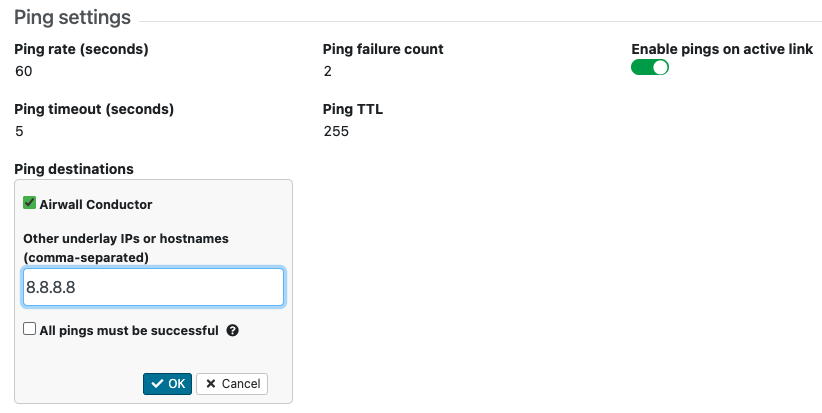 Ping settings
Ping rate (seconds)
60
Ping failure count
2
Enable pings on active link
Ping timeout (seconds)
5
Ping TTL
255
Ping destinations
Airwall Conductor
Other underlay IPs or hostnames
(comma-separated)
8.8.8.8
All pings must be successful ?
OK
Cancel